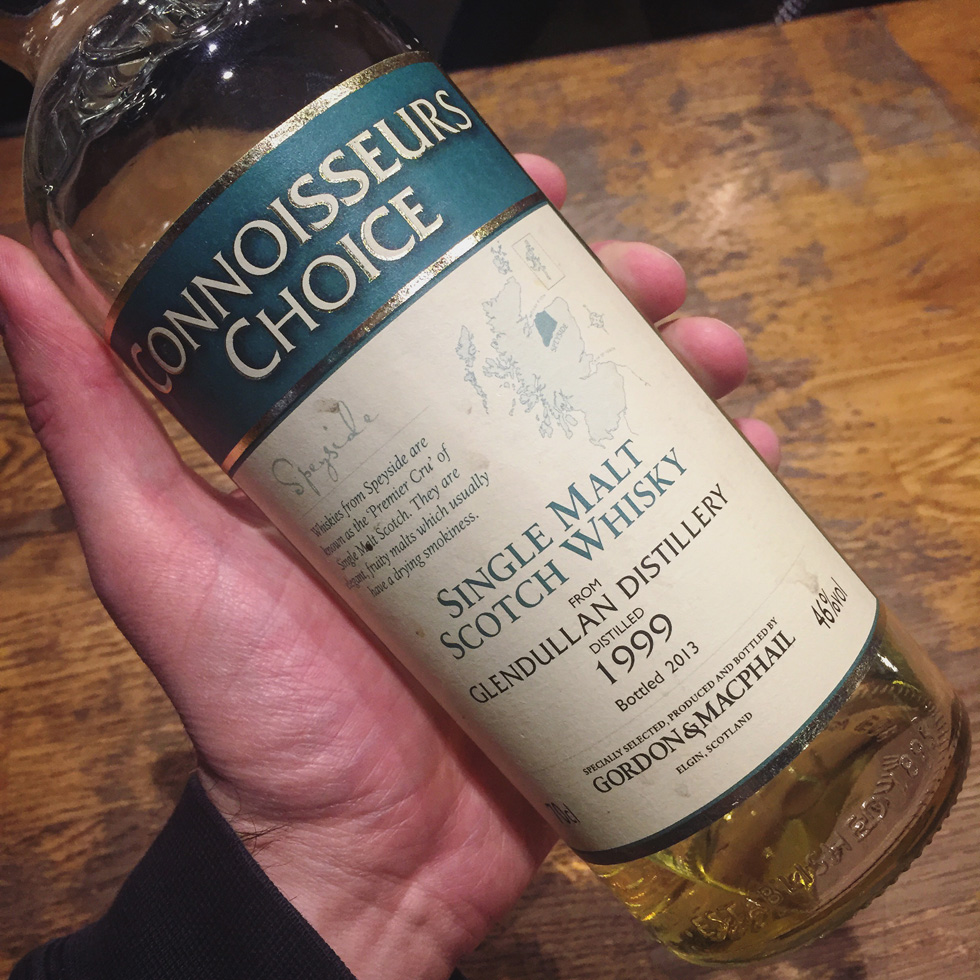 CONNOISSEURS
CHOICE
Speyside
Whiskies from Speyside are
known as the 'Premier Cru' of
Single Malt Scotch. They are
elegant, fruity malts which usually
have a drying smokiness.
SINGLE MALT
SCOTCH WHISKY
FROM
GLENDULLAN DISTILLERY
DISTILLED
1999
Bottled 2013
SPECIALLY SELECTED, PRODUCED AND BOTTLED BY
GORDON&MACPHAIL
ELGIN, SCOTLAND
70cl
46%vol